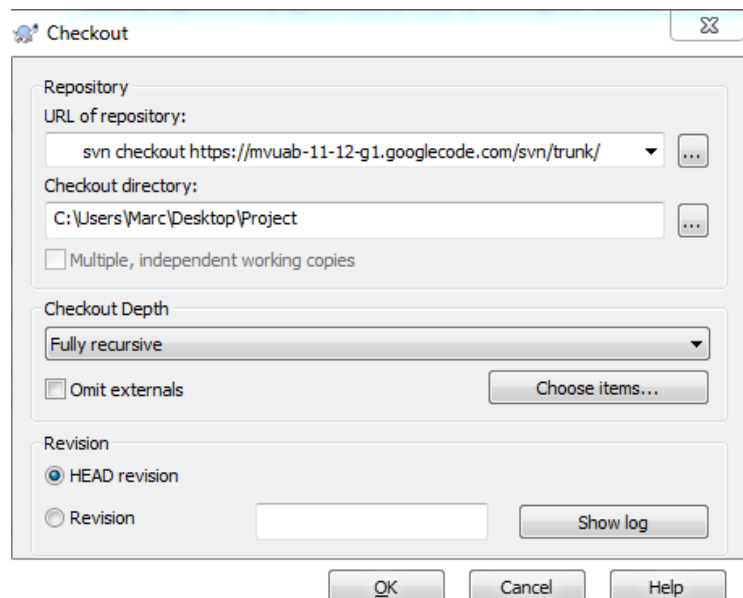 Checkout
Repository
URL of repository:
svn checkout https://mvuab-11-12-g1.googlecode.com/svn/trunk/
...
Checkout directory:
C:\Users\Marc\Desktop\Project
...
Multiple, independent working copies
Checkout Depth
Fully recursive
Omit externals
Choose items...
Revision
HEAD revision
Revision
Show log
OK
Cancel
Help